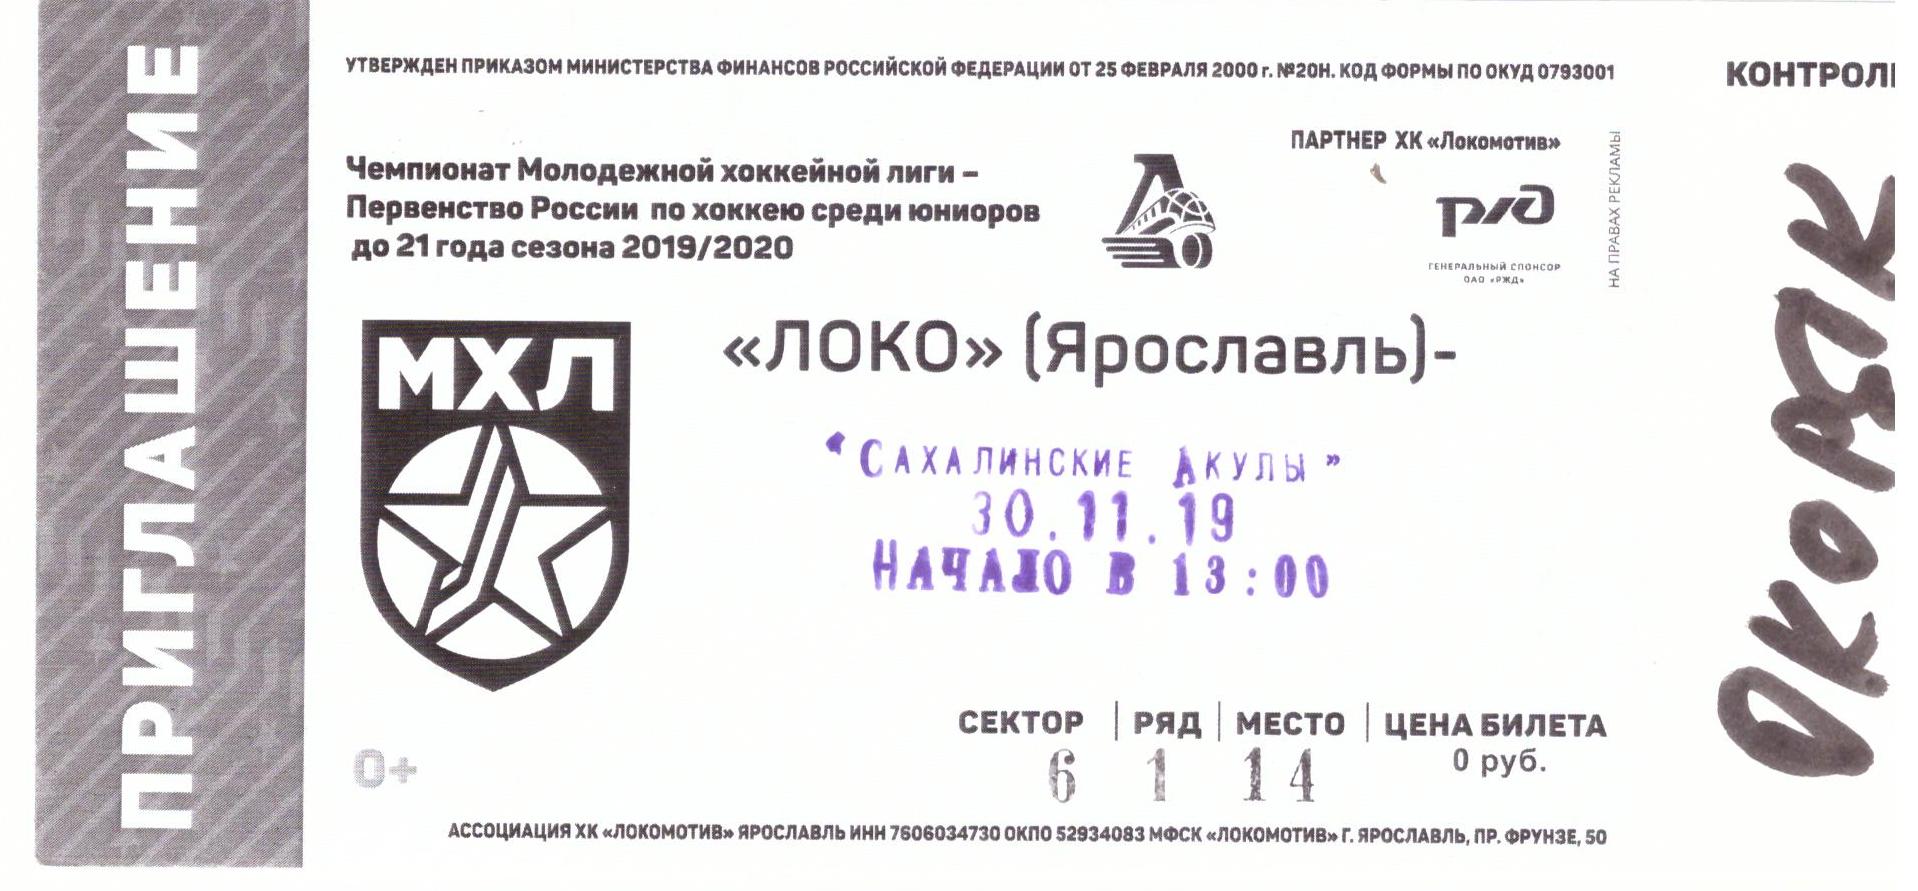 ПРИГЛАШЕНИЕ
УТВЕРЖДЕН ПРИКАЗОМ МИНИСТЕРСТВА ФИНАНСОВ РОССИЙСКОЙ ФЕДЕРАЦИИ ОТ 25 ФЕВРАЛЯ 2000 г. №20Н. КОД ФОРМЫ ПО ОКУД 0793001
Чемпионат Молодежной хоккейной лиги –
Первенство России по хоккею среди юниоров
до 21 года сезона 2019/2020
ПАРТНЕР ХК «Локомотив»
РЖД
ГЕНЕРАЛЬНЫЙ СПОНСОР
ОАО «РЖД»
НА ПРАВАХ РЕКЛАМЫ
МХЛ
«ЛОКО» (Ярославль)-
"САХАЛИНСКИЕ АКУЛЫ"
30.11.19
НАЧАЛО В 13:00
СЕКТОР | РЯД | МЕСТО | ЦЕНА БИЛЕТА
6 1 14 0 руб.
0+
АССОЦИАЦИЯ ХК «ЛОКОМОТИВ» ЯРОСЛАВЛЬ ИНН 7606034730 ОКПО 52934083 МФСК «ЛОКОМОТИВ» Г. ЯРОСЛАВЛЬ, ПР. ФРУНЗЕ, 50
КОНТРОЛ